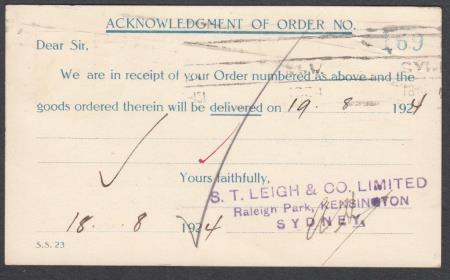 ACKNOWLEDGMENT OF ORDER NO.
169
Dear Sir,
We are in receipt of your Order numbered as above and the
goods ordered therein will be delivered on 19. 8 1924
Yours faithfully,
S. T. LEIGH & CO. LIMITED
Raleigh Park, KENSINGTON
SYDNEY.
18. 8 1924
S.S. 23